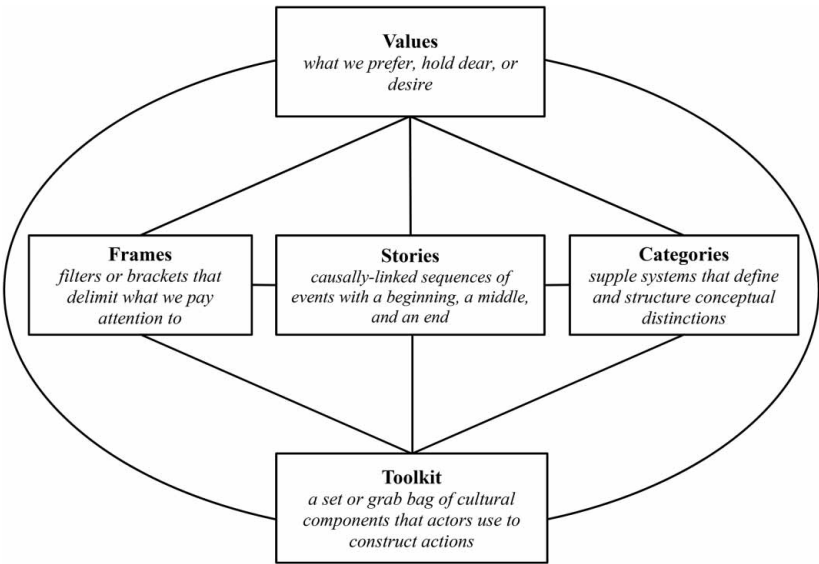 Values
what we prefer, hold dear, or
desire
Frames
filters or brackets that
delimit what we pay
attention to
Stories
causally-linked sequences of
events with a beginning, a middle,
and an end
Categories
supple systems that define
and structure conceptual
distinctions
Toolkit
a set or grab bag of cultural
components that actors use to
construct actions